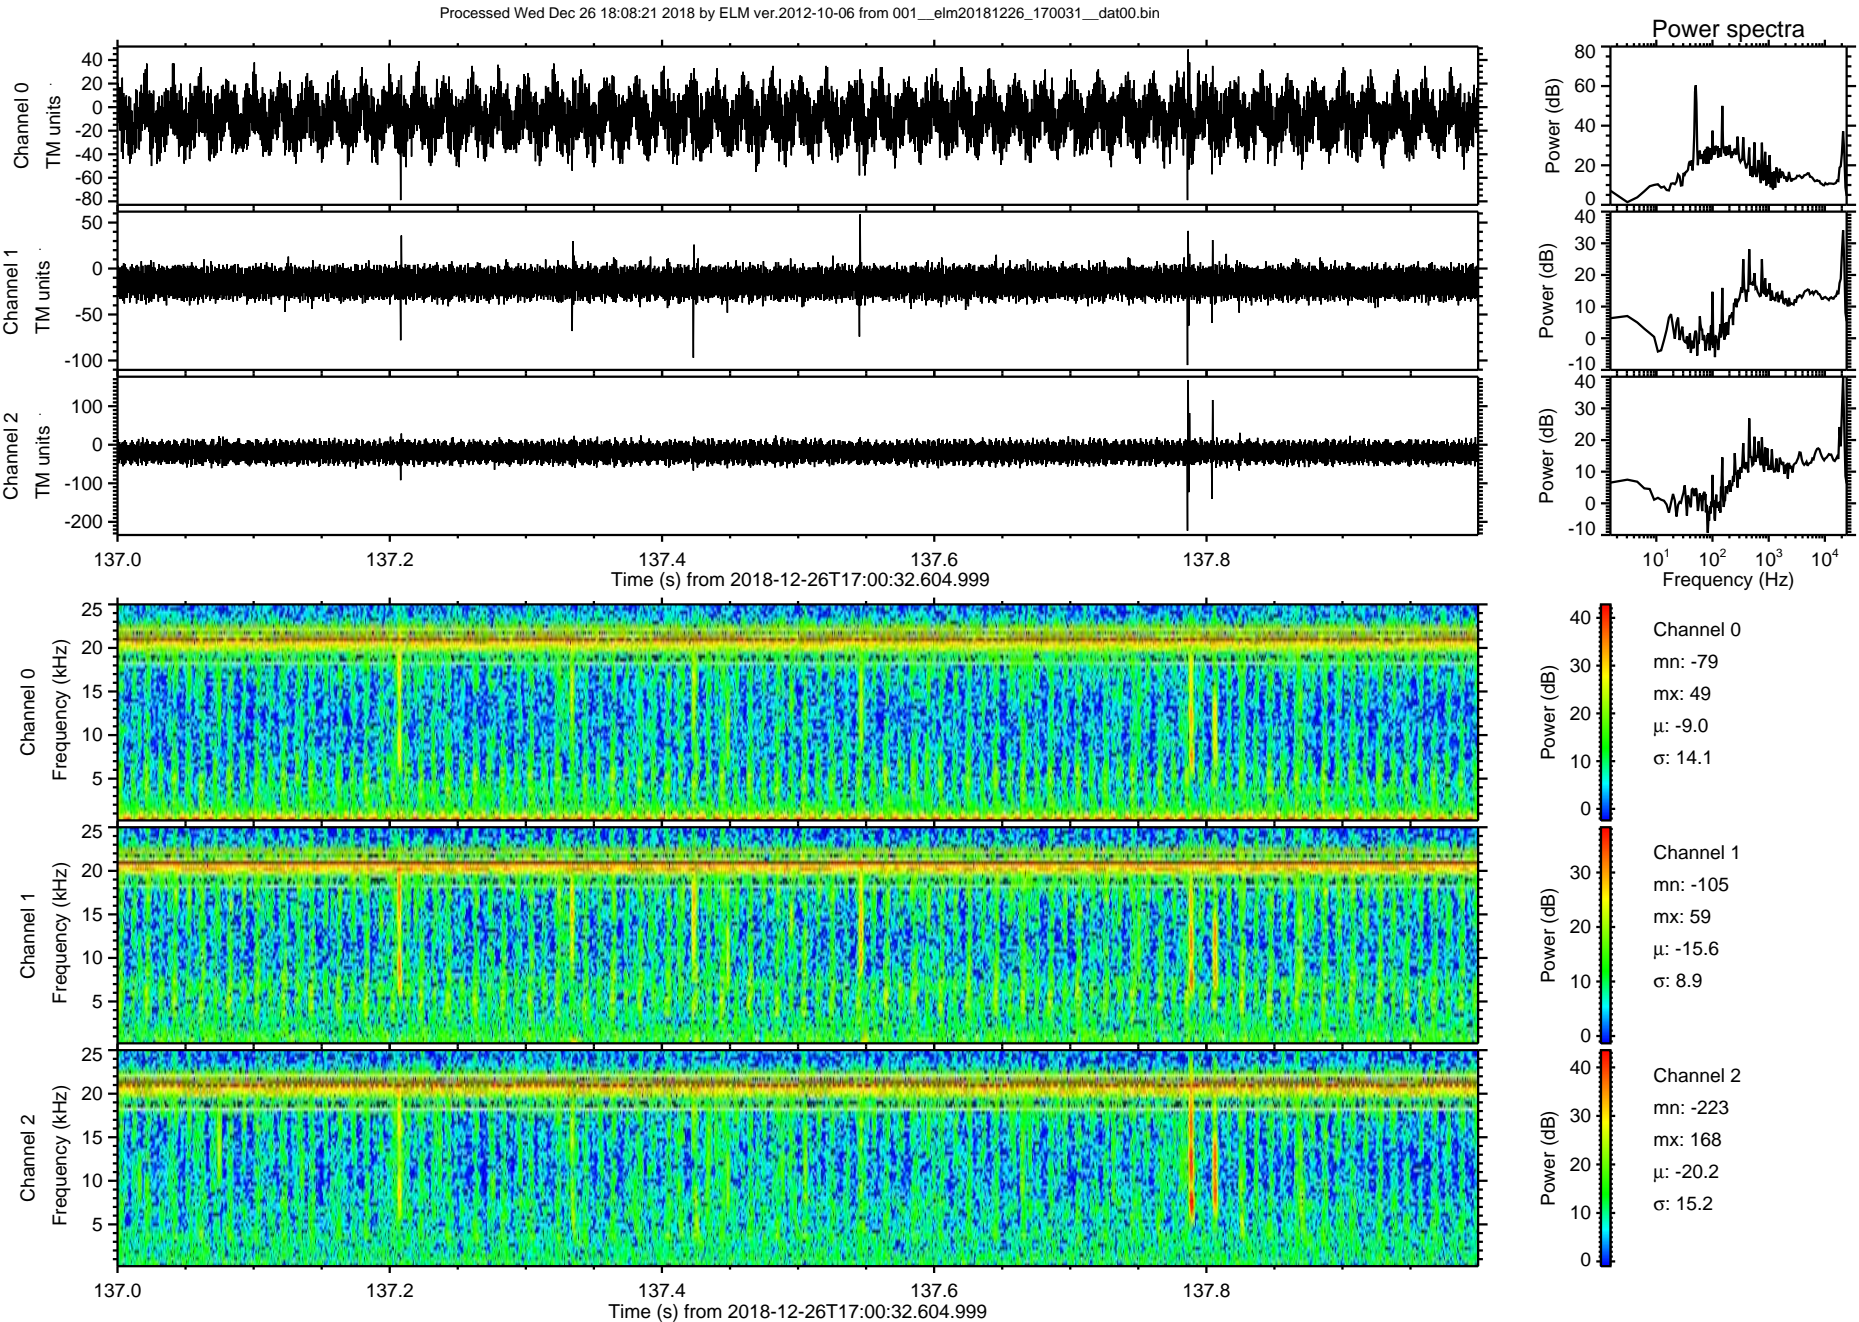 Processed Wed Dec 26 18:08:21 2018 by ELM ver.2012-10-06 from 001__elm20181226_170031__dat00.bin
Power spectra
Channel 0
TM units
40
20
0
-20
-40
-60
-80
Power (dB)
80
60
40
20
0
Channel 1
TM units
50
0
-50
-100
Power (dB)
40
30
20
10
0
-10
Channel 2
TM units
100
0
-100
-200
Power (dB)
40
30
20
10
0
-10
137.0 137.2 137.4 137.6 137.8
Time (s) from 2018-12-26T17:00:32.604.999
10^1 10^2 10^3 10^4
Frequency (Hz)
Channel 0
Frequency (kHz)
25
20
15
10
5
Power (dB)
40
30
20
10
0
Channel 0
mn: -79
mx: 49
μ: -9.0
σ: 14.1
Channel 1
Frequency (kHz)
25
20
15
10
5
Power (dB)
30
20
10
0
Channel 1
mn: -105
mx: 59
μ: -15.6
σ: 8.9
Channel 2
Frequency (kHz)
25
20
15
10
5
Power (dB)
40
30
20
10
0
Channel 2
mn: -223
mx: 168
μ: -20.2
σ: 15.2
137.0 137.2 137.4 137.6 137.8
Time (s) from 2018-12-26T17:00:32.604.999